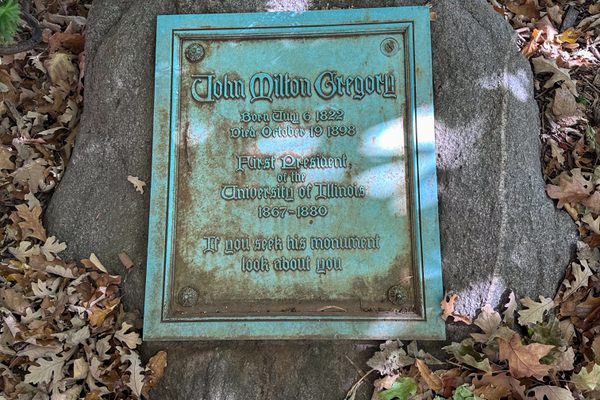 John Milton Gregory
Born July 6 1822
Died October 19 1898
First President
of the
University of Illinois
1867-1880
If you seek his monument
look about you